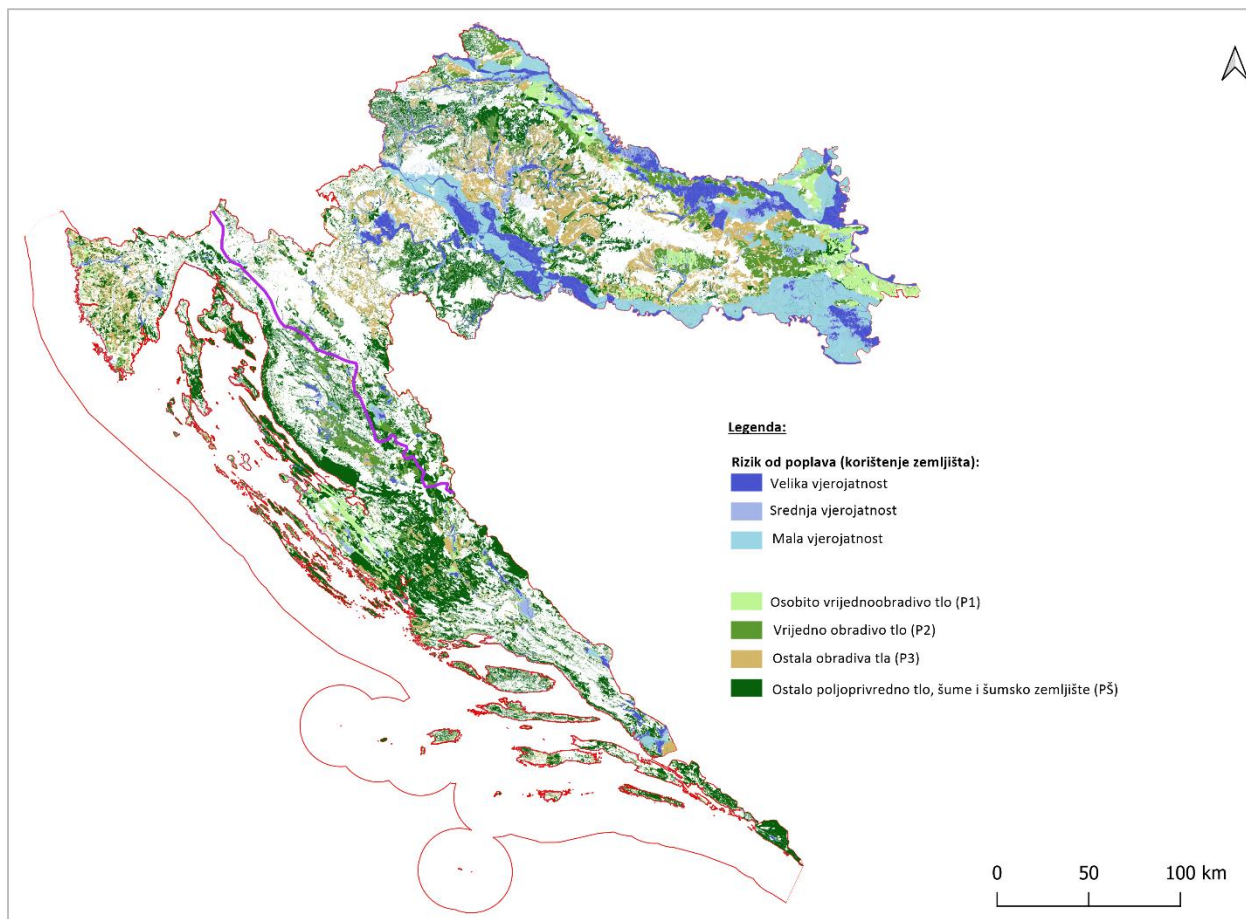 Legenda:
Rizik od poplava (korištenje zemljišta):
Velika vjerojatnost
Srednja vjerojatnost
Mala vjerojatnost
Osobito vrijednoobradivo tlo (P1)
Vrijedno obradivo tlo (P2)
Ostala obradiva tla (P3)
Ostalo poljoprivredno tlo, šume i šumsko zemljište (PŠ)
0 50 100 km